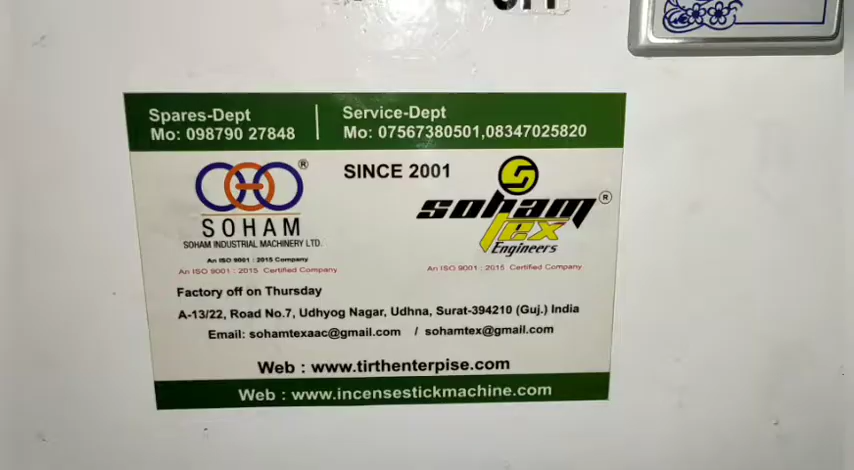 Spares-Dept
Mo: 098790 27848
Service-Dept
Mo: 07567380501,08347025820
SINCE 2001
SOHAM
SOHAM INDUSTRIAL MACHINERY LTD.
An ISO 9001 : 2015 Company
An ISO 9001 : 2015 Certified Company
soham
tex
Engineers
An ISO 9001 : 2015 Certified Company
Factory off on Thursday
A-13/22, Road No.7, Udhyog Nagar, Udhna, Surat-394210 (Guj.) India
Email: sohamtexaac@gmail.com / sohamtex@gmail.com
Web : www.tirthenterpise.com
Web : www.incensestickmachine.com